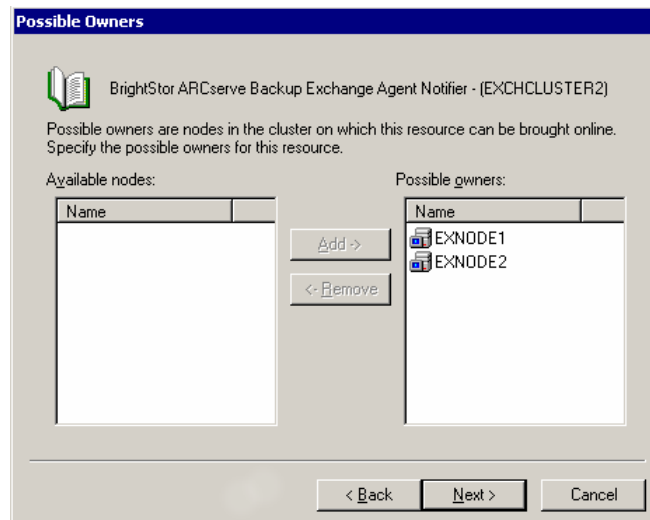 Possible Owners
BrightStor ARCserve Backup Exchange Agent Notifier - (EXCHCLUSTER2)
Possible owners are nodes in the cluster on which this resource can be brought online.
Specify the possible owners for this resource.
Available nodes:
Possible owners:
Name
Name
EXNODE1
EXNODE2
Add ->
<- Remove
< Back
Next >
Cancel